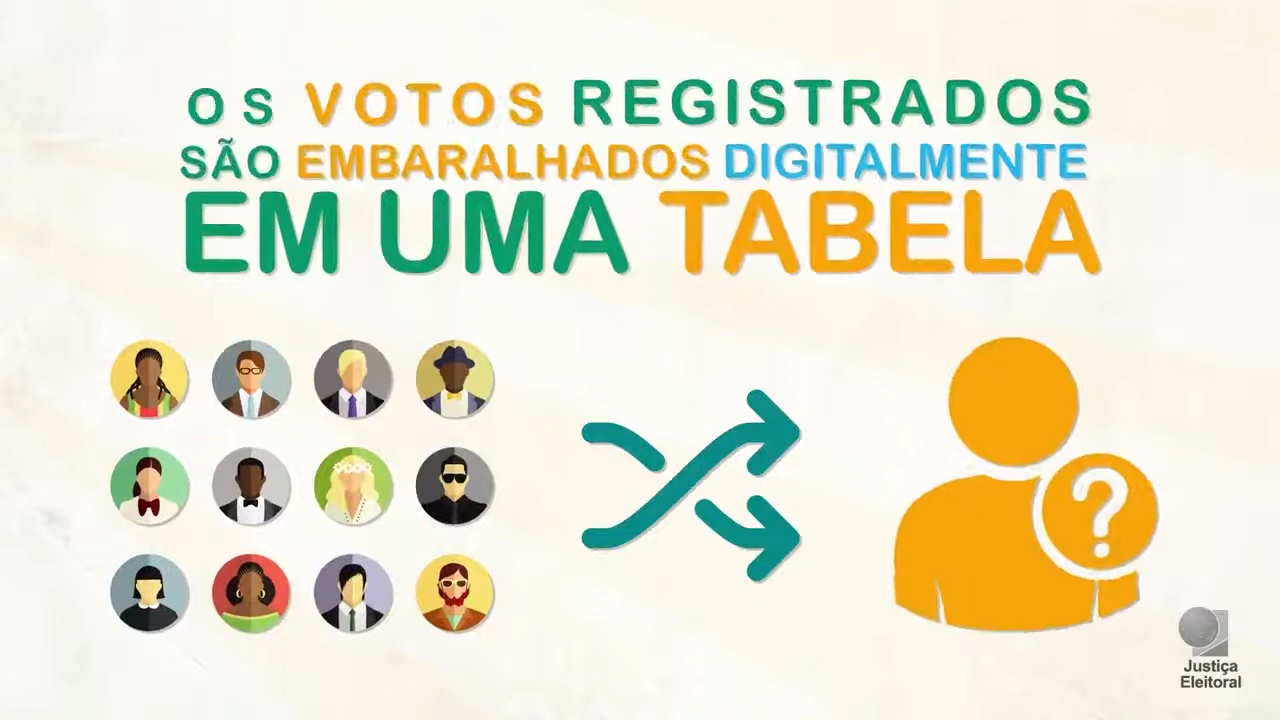 OS VOTOS REGISTRADOS
SÃO EMBARALHADOS DIGITALMENTE
EM UMA TABELA
?
Justiça
Eleitoral